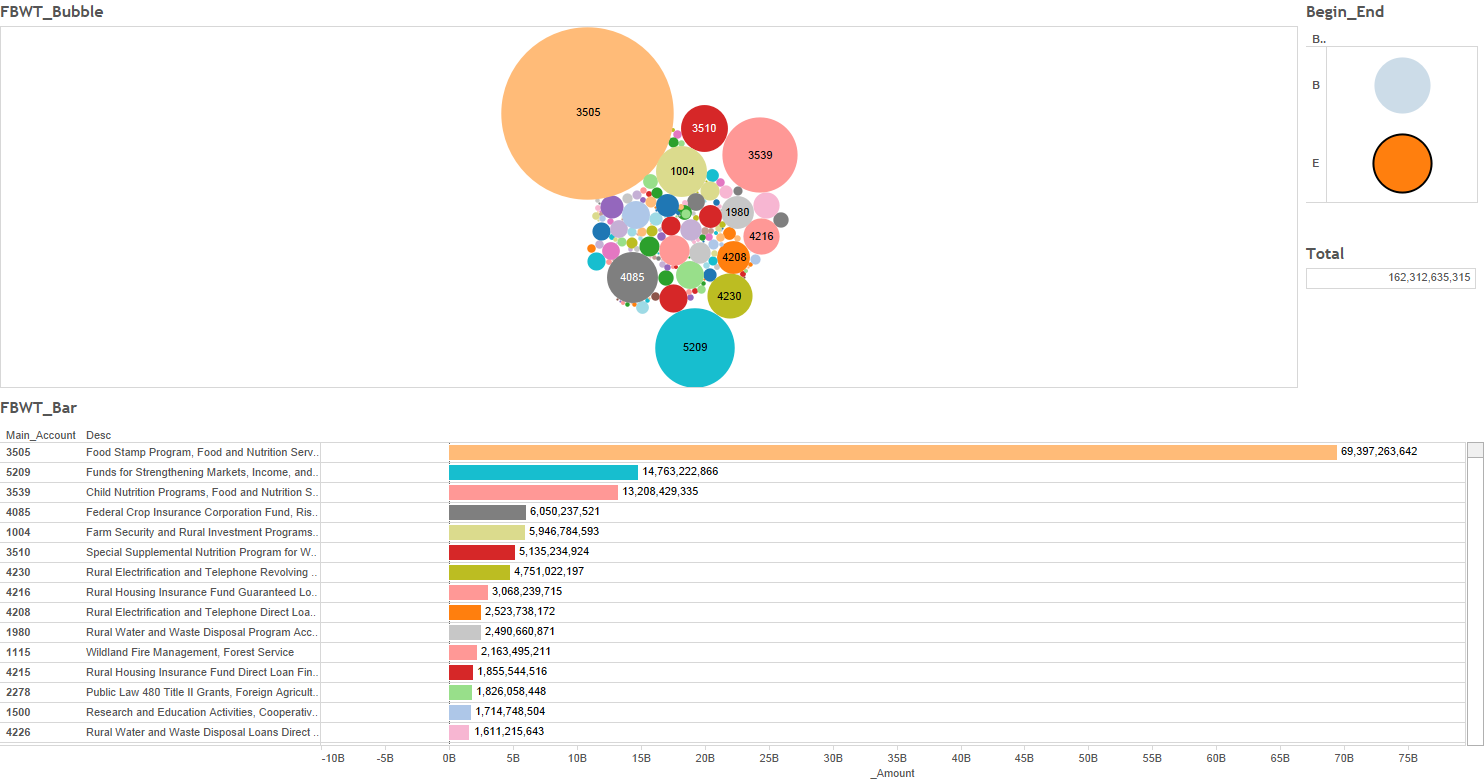 FBWT_Bubble
3505
3510
3539
1004
1980
4216
4208
4085
4230
5209
Begin_End
B..
B
E
Total
162,312,635,315
FBWT_Bar
Main_Account Desc
3505 Food Stamp Program, Food and Nutrition Serv.. 69,397,263,642
5209 Funds for Strengthening Markets, Income, and.. 14,763,222,866
3539 Child Nutrition Programs, Food and Nutrition S.. 13,208,429,335
4085 Federal Crop Insurance Corporation Fund, Ris.. 6,050,237,521
1004 Farm Security and Rural Investment Programs.. 5,946,784,593
3510 Special Supplemental Nutrition Program for W.. 5,135,234,924
4230 Rural Electrification and Telephone Revolving .. 4,751,022,197
4216 Rural Housing Insurance Fund Guaranteed Lo.. 3,068,239,715
4208 Rural Electrification and Telephone Direct Loa.. 2,523,738,172
1980 Rural Water and Waste Disposal Program Acc.. 2,490,660,871
1115 Wildland Fire Management, Forest Service 2,163,495,211
4215 Rural Housing Insurance Fund Direct Loan Fin.. 1,855,544,516
2278 Public Law 480 Title II Grants, Foreign Agricult.. 1,826,058,448
1500 Research and Education Activities, Cooperativ.. 1,714,748,504
4226 Rural Water and Waste Disposal Loans Direct .. 1,611,215,643
-10B -5B 0B 5B 10B 15B 20B 25B 30B 35B 40B 45B 50B 55B 60B 65B 70B 75B
_Amount